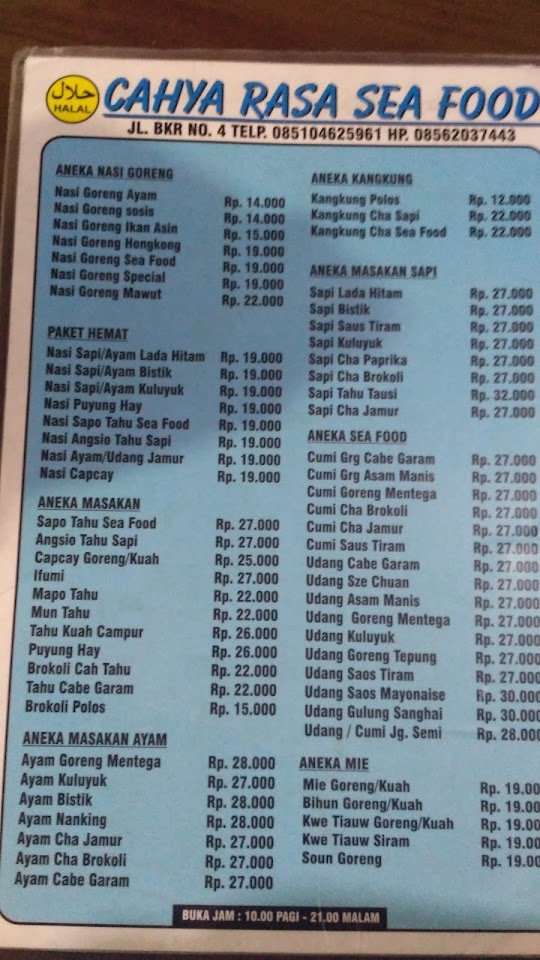 حلال
HALAL
CAHYA RASA SEA FOOD
JL. BKR NO. 4 TELP. 085104625961 HP. 08562037443
ANEKA NASI GORENG
Nasi Goreng Ayam Rp. 14.000
Nasi Goreng sosis Rp. 14.000
Nasi Goreng Ikan Asin Rp. 15.000
Nasi Goreng Hongkong Rp. 19.000
Nasi Goreng Sea Food Rp. 19.000
Nasi Goreng Special Rp. 19.000
Nasi Goreng Mawut Rp. 22.000
PAKET HEMAT
Nasi Sapi/Ayam Lada Hitam Rp. 19.000
Nasi Sapi/Ayam Bistik Rp. 19.000
Nasi Sapi/Ayam Kuluyuk Rp. 19.000
Nasi Puyung Hay Rp. 19.000
Nasi Sapo Tahu Sea Food Rp. 19.000
Nasi Angsio Tahu Sapi Rp. 19.000
Nasi Ayam/Udang Jamur Rp. 19.000
Nasi Capcay Rp. 19.000
ANEKA MASAKAN
Sapo Tahu Sea Food Rp. 27.000
Angsio Tahu Sapi Rp. 27.000
Capcay Goreng/Kuah Rp. 25.000
Ifumi Rp. 27.000
Mapo Tahu Rp. 22.000
Mun Tahu Rp. 22.000
Tahu Kuah Campur Rp. 26.000
Puyung Hay Rp. 26.000
Brokoli Cah Tahu Rp. 22.000
Tahu Cabe Garam Rp. 22.000
Brokoli Polos Rp. 15.000
ANEKA MASAKAN AYAM
Ayam Goreng Mentega Rp. 28.000
Ayam Kuluyuk Rp. 27.000
Ayam Bistik Rp. 28.000
Ayam Nanking Rp. 28.000
Ayam Cha Jamur Rp. 27.000
Ayam Cha Brokoli Rp. 27.000
Ayam Cabe Garam Rp. 27.000
ANEKA KANGKUNG
Kangkung Polos Rp. 12.000
Kangkung Cha Sapi Rp. 22.000
Kangkung Cha Sea Food Rp. 22.000
ANEKA MASAKAN SAPI
Sapi Lada Hitam Rp. 27.000
Sapi Bistik Rp. 27.000
Sapi Saus Tiram Rp. 27.000
Sapi Kuluyuk Rp. 27.000
Sapi Cha Paprika Rp. 27.000
Sapi Cha Brokoli Rp. 27.000
Sapi Tahu Tausi Rp. 32.000
Sapi Cha Jamur Rp. 27.000
ANEKA SEA FOOD
Cumi Grg Cabe Garam Rp. 27.000
Cumi Grg Asam Manis Rp. 27.000
Cumi Goreng Mentega Rp. 27.000
Cumi Cha Brokoli Rp. 27.000
Cumi Cha Jamur Rp. 27.000
Cumi Saus Tiram Rp. 27.000
Udang Cabe Garam Rp. 27.000
Udang Sze Chuan Rp. 27.000
Udang Asam Manis Rp. 27.000
Udang Goreng Mentega Rp. 27.000
Udang Kuluyuk Rp. 27.000
Udang Goreng Tepung Rp. 27.000
Udang Saos Tiram Rp. 27.000
Udang Saos Mayonaise Rp. 30.000
Udang Gulung Sanghai Rp. 30.000
Udang / Cumi Jg. Semi Rp. 28.000
ANEKA MIE
Mie Goreng/Kuah Rp. 19.00
Bihun Goreng/Kuah Rp. 19.00
Kwe Tiauw Goreng/Kuah Rp. 19.00
Kwe Tiauw Siram Rp. 19.00
Soun Goreng Rp. 19.00
BUKA JAM : 10.00 PAGI - 21.00 MALAM